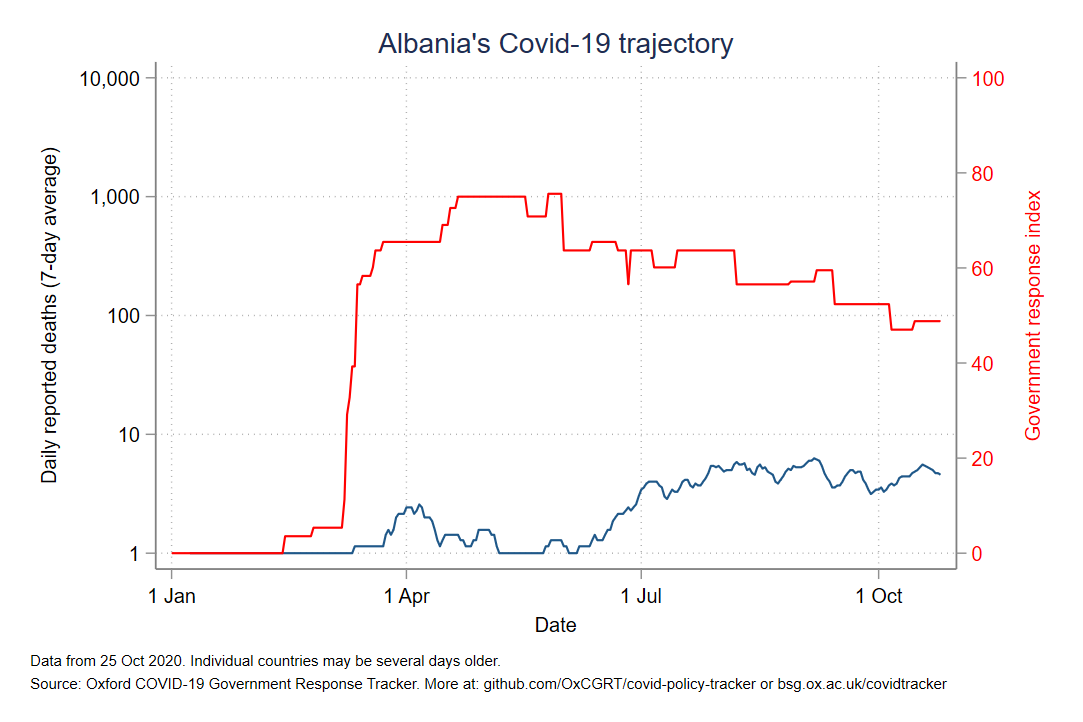 Albania's Covid-19 trajectory
10,000
1,000
100
10
1
Daily reported deaths (7-day average)
100
80
60
40
20
0
Government response index
1 Jan 1 Apr 1 Jul 1 Oct
Date
Data from 25 Oct 2020. Individual countries may be several days older.
Source: Oxford COVID-19 Government Response Tracker. More at: github.com/OxCGRT/covid-policy-tracker or bsg.ox.ac.uk/covidtracker